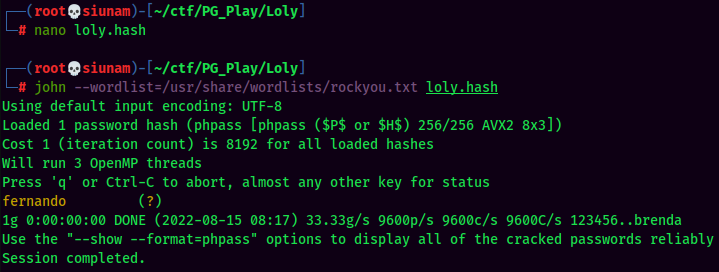 ┌──(root💀siunam)-[~/ctf/PG_Play/Loly]
└─# nano loly.hash
┌──(root💀siunam)-[~/ctf/PG_Play/Loly]
└─# john --wordlist=/usr/share/wordlists/rockyou.txt loly.hash
Using default input encoding: UTF-8
Loaded 1 password hash (phpass [phpass ($P$ or $H$) 256/256 AVX2 8x3])
Cost 1 (iteration count) is 8192 for all loaded hashes
Will run 3 OpenMP threads
Press 'q' or Ctrl-C to abort, almost any other key for status
fernando         (?)
1g 0:00:00:00 DONE (2022-08-15 08:17) 33.33g/s 9600p/s 9600c/s 9600C/s 123456..brenda
Use the "--show --format=phpass" options to display all of the cracked passwords reliably
Session completed.